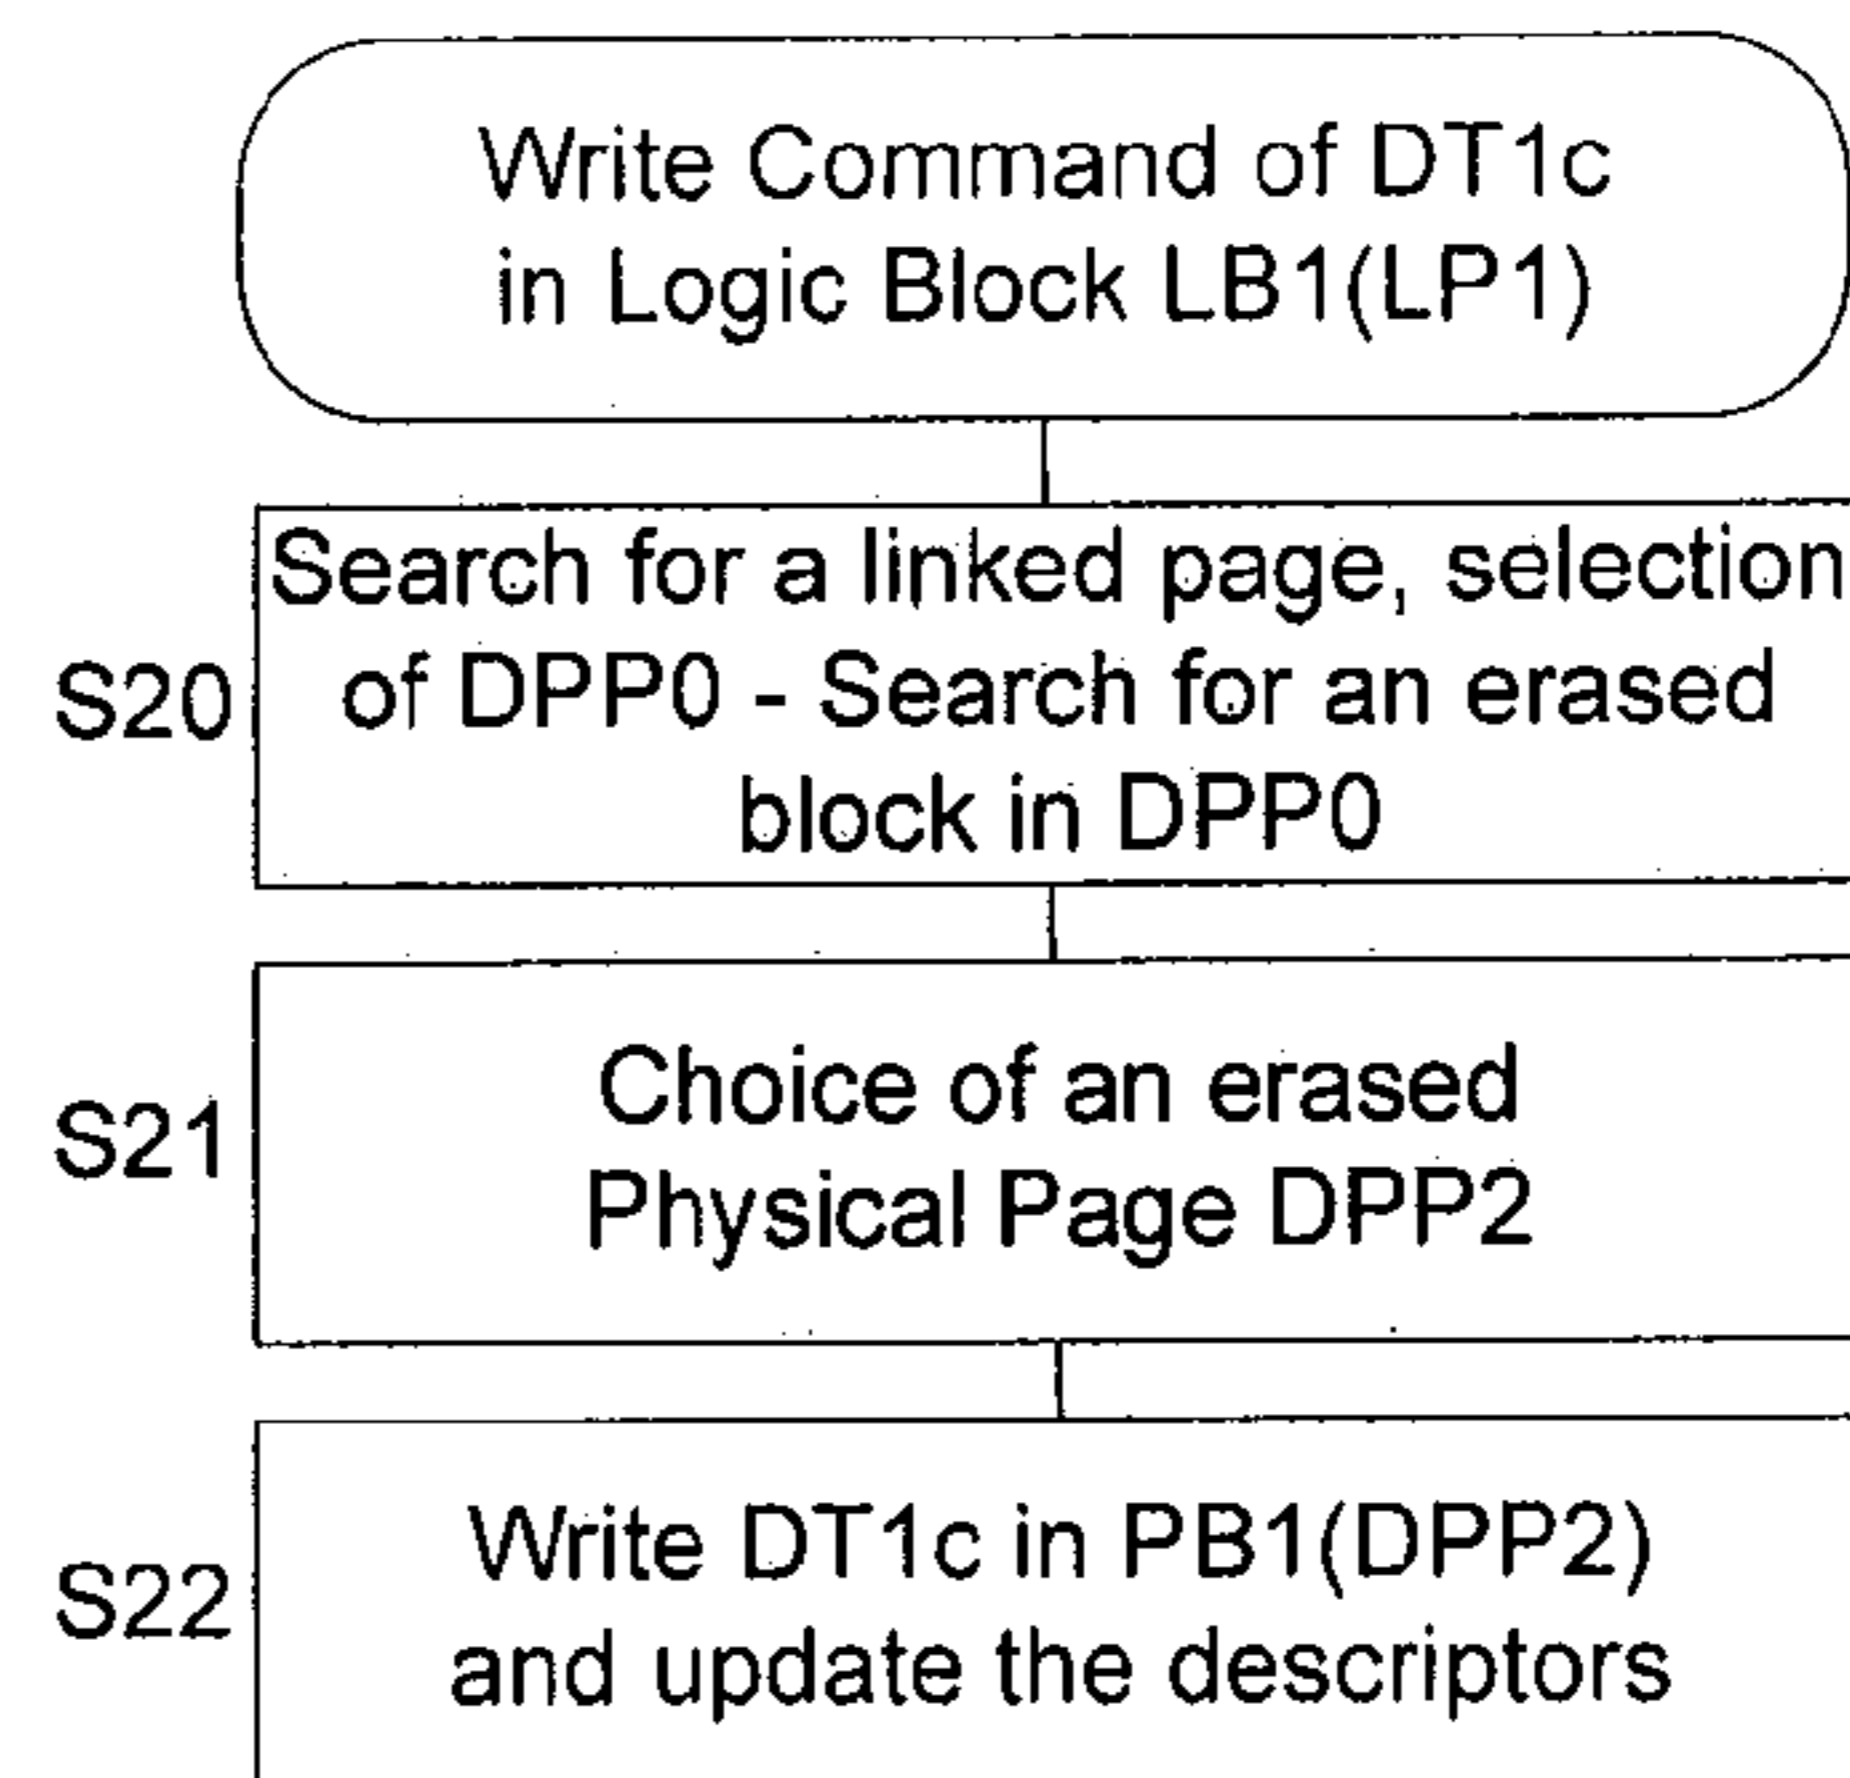 Write Command of DT1c
in Logic Block LB1(LP1)
Search for a linked page, selection
S20 of DPP0 - Search for an erased
block in DPP0
Choice of an erased
S21
Physical Page DPP2
Write DT1c in PB1(DPP2)
S22
and update the descriptors